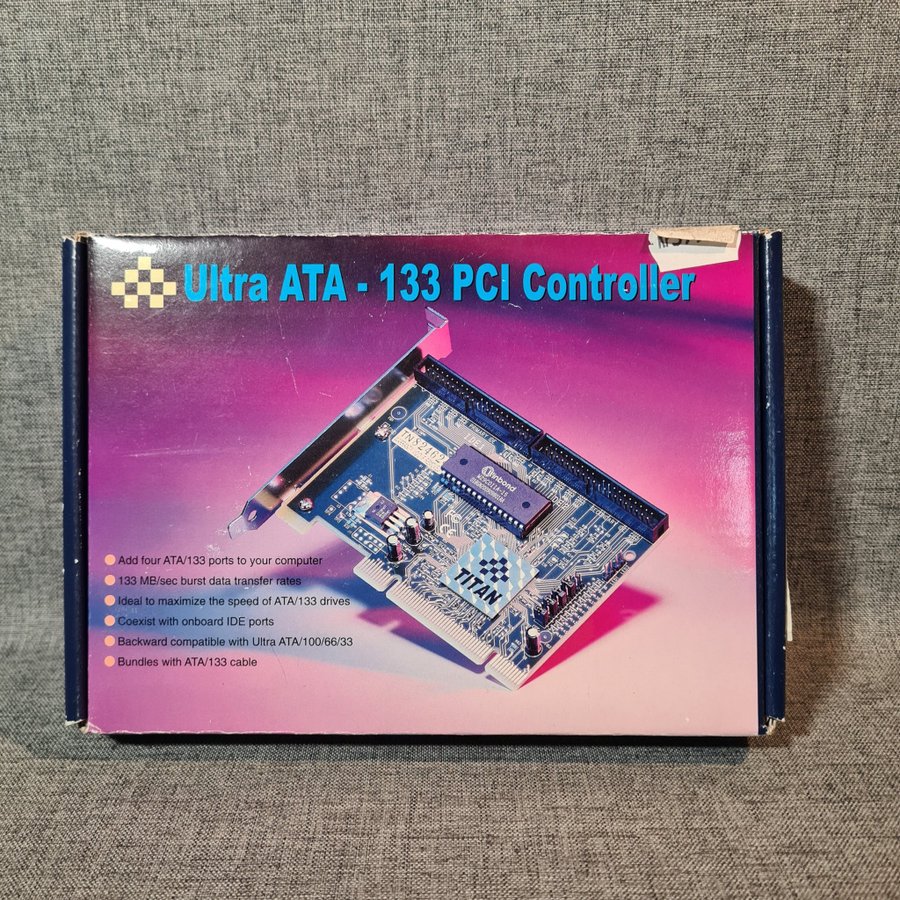 Ultra ATA - 133 PCI Controller
INS2462
Winbond
TITAN
Add four ATA/133 ports to your computer
133 MB/sec burst data transfer rates
Ideal to maximize the speed of ATA/133 drives
Coexist with onboard IDE ports
Backward compatible with Ultra ATA/100/66/33
Bundles with ATA/133 cable